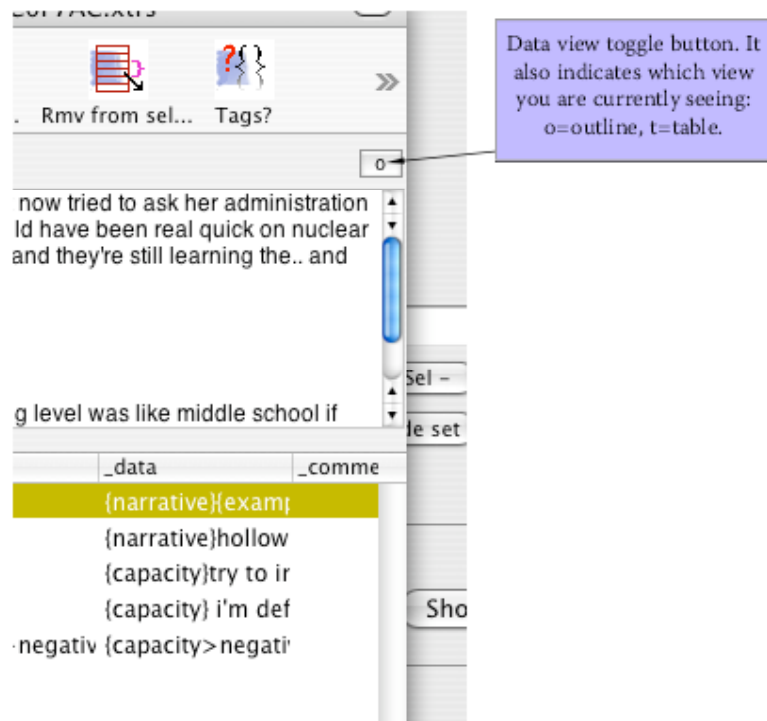 Data view toggle button. It
also indicates which view
you are currently seeing:
o=outline, t=table.
. Rmv from sel... Tags?
o
now tried to ask her administration
ld have been real quick on nuclear
and they're still learning the.. and
g level was like middle school if
Sel –
de set
_data _comme
{narrative}{examp
{narrative}hollow
{capacity}try to ir
{capacity} i'm def
Sho
negativ {capacity>negati